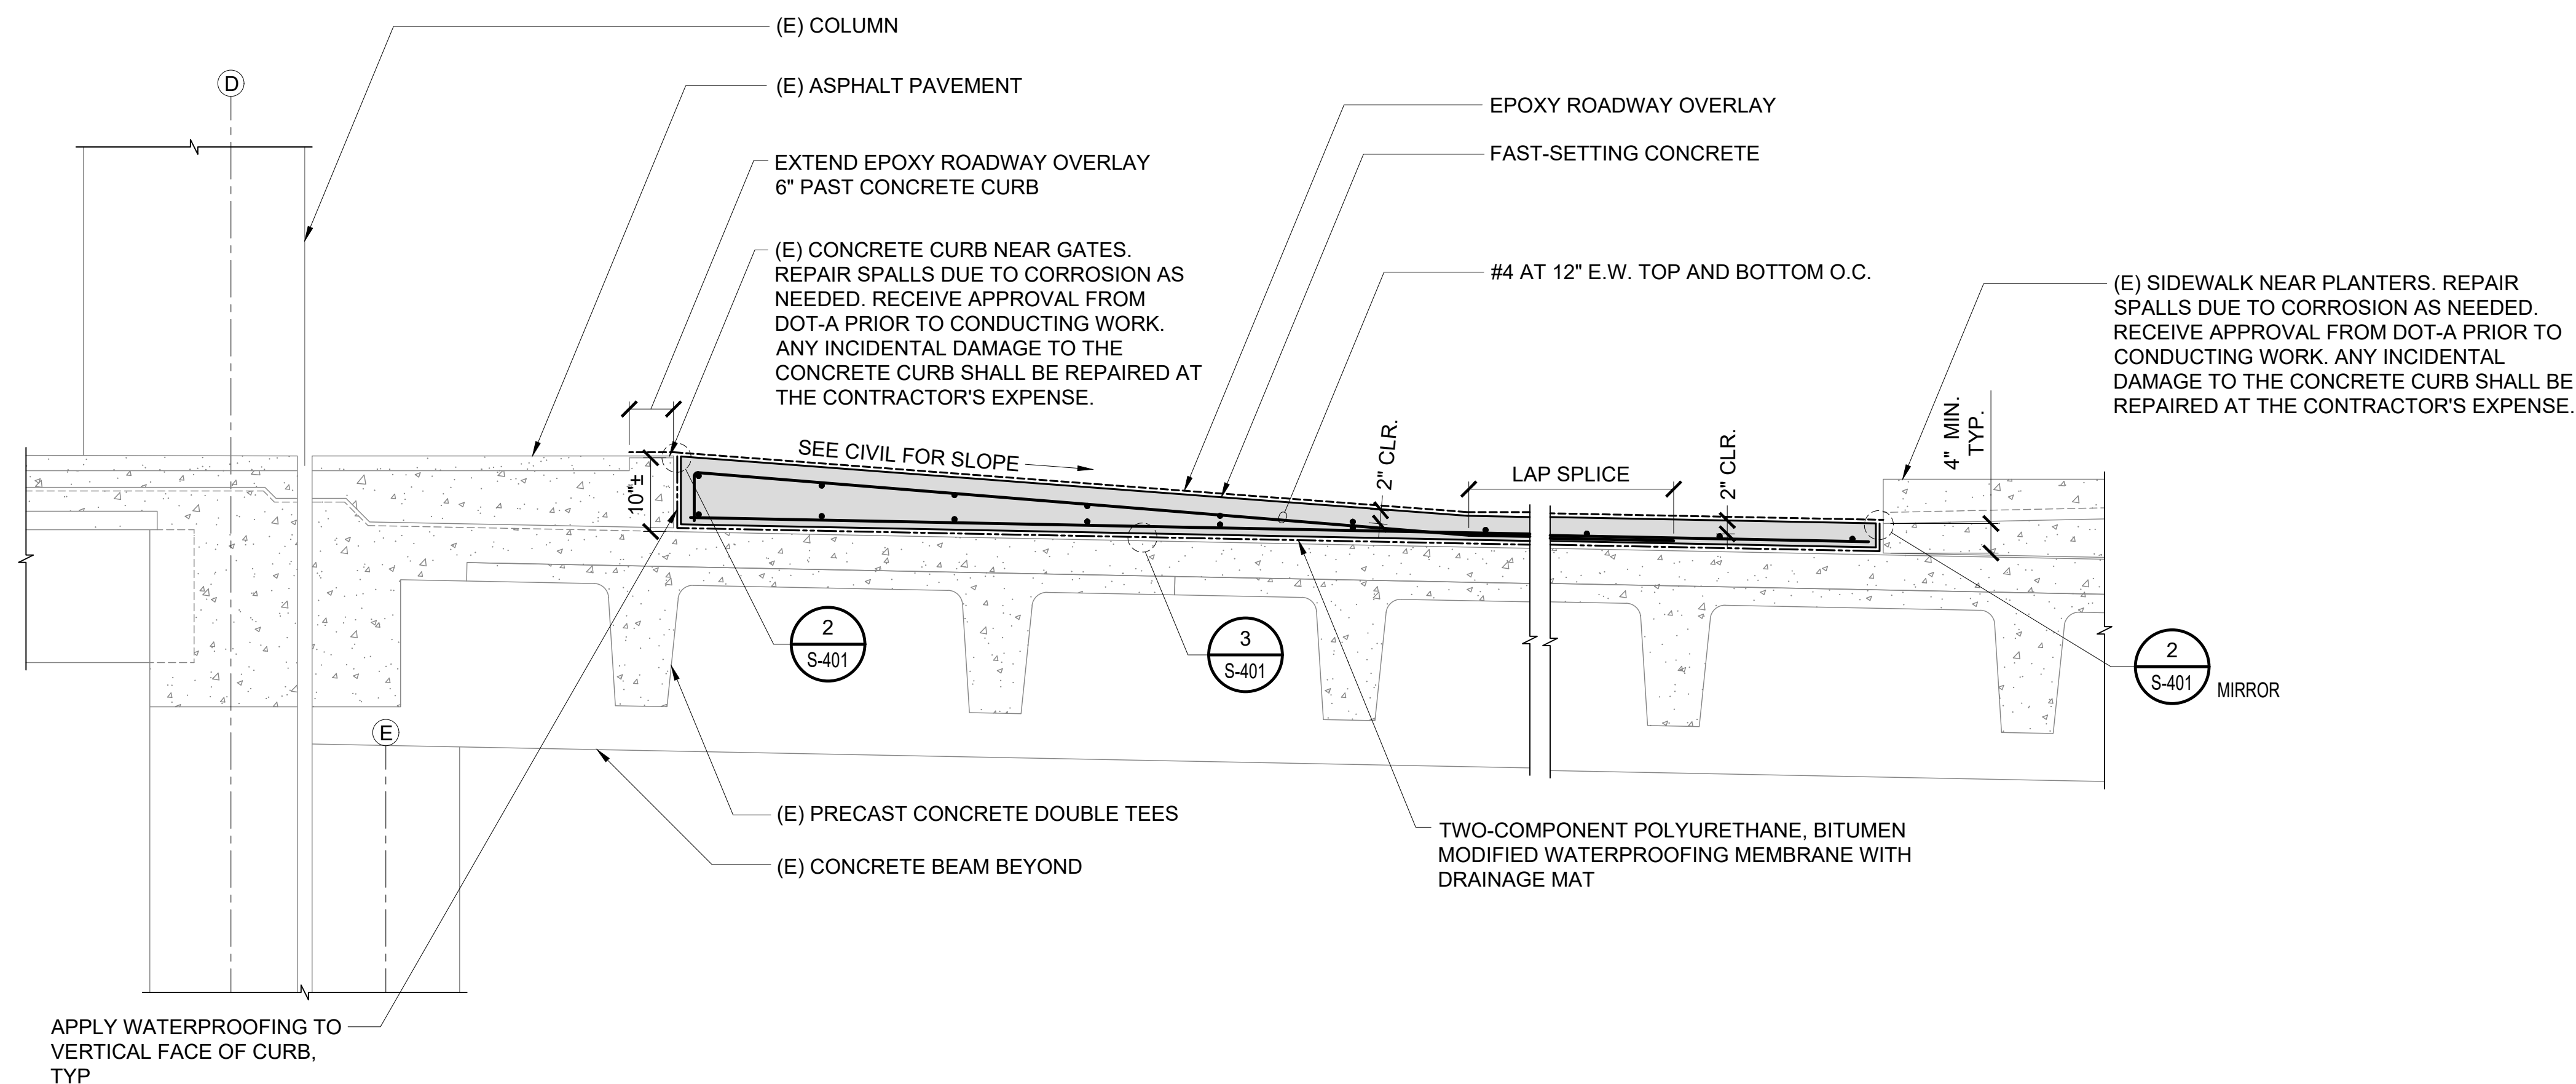 (E) COLUMN
D
(E) ASPHALT PAVEMENT
EXTEND EPOXY ROADWAY OVERLAY
6" PAST CONCRETE CURB
EPOXY ROADWAY OVERLAY
FAST-SETTING CONCRETE
(E) CONCRETE CURB NEAR GATES.
REPAIR SPALLS DUE TO CORROSION AS
NEEDED. RECEIVE APPROVAL FROM
DOT-A PRIOR TO CONDUCTING WORK.
ANY INCIDENTAL DAMAGE TO THE
CONCRETE CURB SHALL BE REPAIRED AT
THE CONTRACTOR'S EXPENSE.
#4 AT 12" E.W. TOP AND BOTTOM O.C.
(E) SIDEWALK NEAR PLANTERS. REPAIR
SPALLS DUE TO CORROSION AS NEEDED.
RECEIVE APPROVAL FROM DOT-A PRIOR TO
CONDUCTING WORK. ANY INCIDENTAL
DAMAGE TO THE CONCRETE CURB SHALL BE
REPAIRED AT THE CONTRACTOR'S EXPENSE.
10"±
SEE CIVIL FOR SLOPE
2" CLR.
LAP SPLICE
2" CLR.
4" MIN.
TYP.
2
S-401
3
S-401
2
S-401
MIRROR
E
(E) PRECAST CONCRETE DOUBLE TEES
(E) CONCRETE BEAM BEYOND
TWO-COMPONENT POLYURETHANE, BITUMEN
MODIFIED WATERPROOFING MEMBRANE WITH
DRAINAGE MAT
APPLY WATERPROOFING TO
VERTICAL FACE OF CURB,
TYP